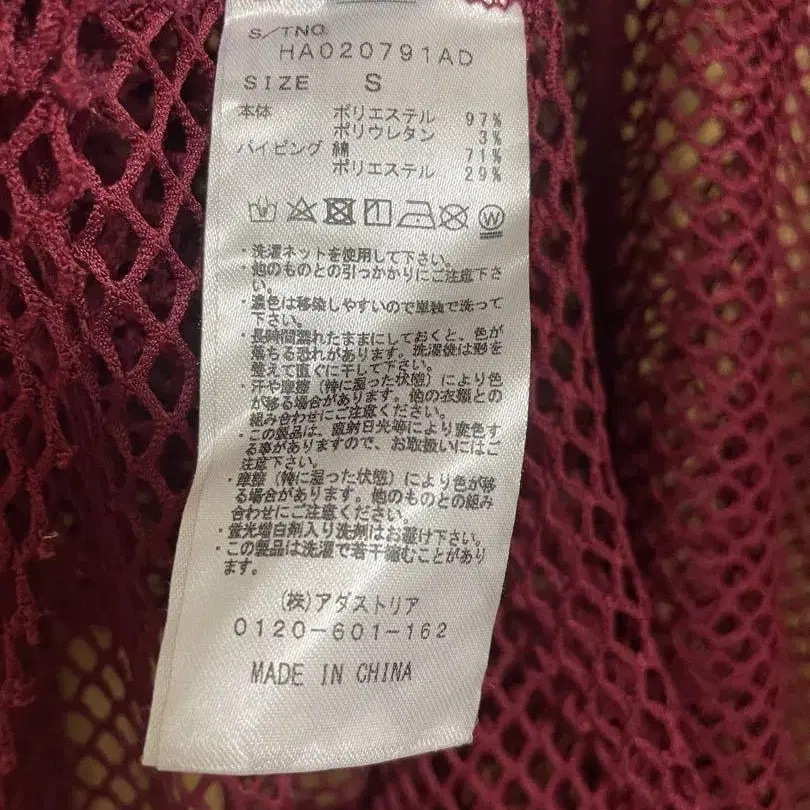 S/TNO.
HA020791AD
SIZE S
本体 ポリエステル 97%
ポリウレタン 3%
パイピング 綿 71%
ポリエステル 29%
W
・洗濯ネットを使用して下さい。
・他のものとの引っかかりにご注意下さ
い。
・濃色は移染しやすいので単独で洗って
下さい。
・長時間濡れたままにしておくと、色が
落ちる恐れがあります。洗濯後は形を
整えて直ぐに干して下さい。
・汗や摩擦（特に湿った状態）により色
が移る場合があります。他の衣類との
組み合わせにご注意ください。
・この製品は、直射日光等により変色す
る事がありますので、お取扱いにはご
注意下さい。
・摩擦（特に湿った状態）により色が移
る場合があります。他のものとの組み
合わせにご注意ください。
・蛍光増白剤入り洗剤はお避け下さい。
・この製品は洗濯で若干縮むことがあり
ます。
(株)アダストリア
0120-601-162
MADE IN CHINA